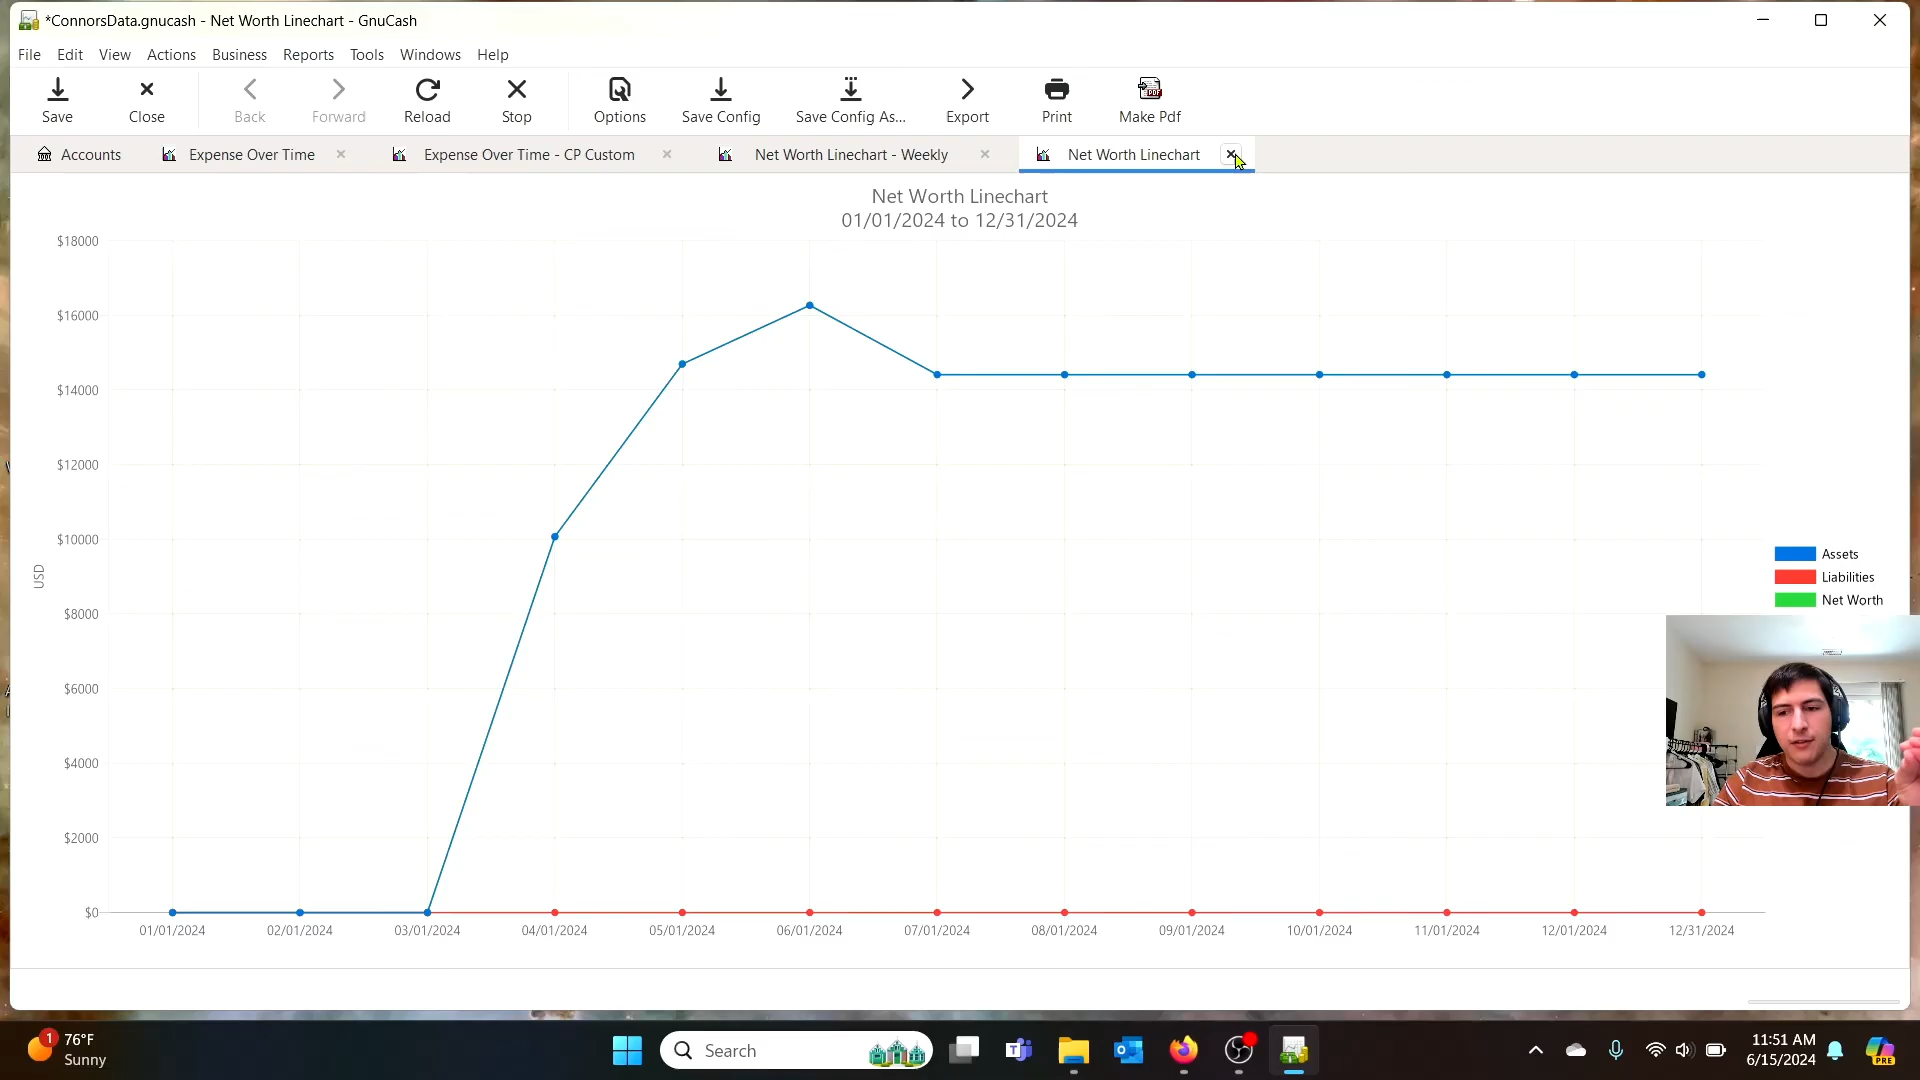 *ConnorsData.gnucash - Net Worth Linechart - GnuCash
File Edit View Actions Business Reports Tools Windows Help
Save Close Back Forward Reload Stop Options Save Config Save Config As... Export Print Make Pdf
Accounts Expense Over Time Expense Over Time - CP Custom Net Worth Linechart - Weekly Net Worth Linechart
Net Worth Linechart
01/01/2024 to 12/31/2024
$18000
$16000
$14000
$12000
$10000
$8000
$6000
$4000
$2000
$0
USD
Assets
Liabilities
Net Worth
01/01/2024 02/01/2024 03/01/2024 04/01/2024 05/01/2024 06/01/2024 07/01/2024 08/01/2024 09/01/2024 10/01/2024 11/01/2024 12/01/2024 12/31/2024
1
76°F
Sunny
Search
11:51 AM
6/15/2024
PRE